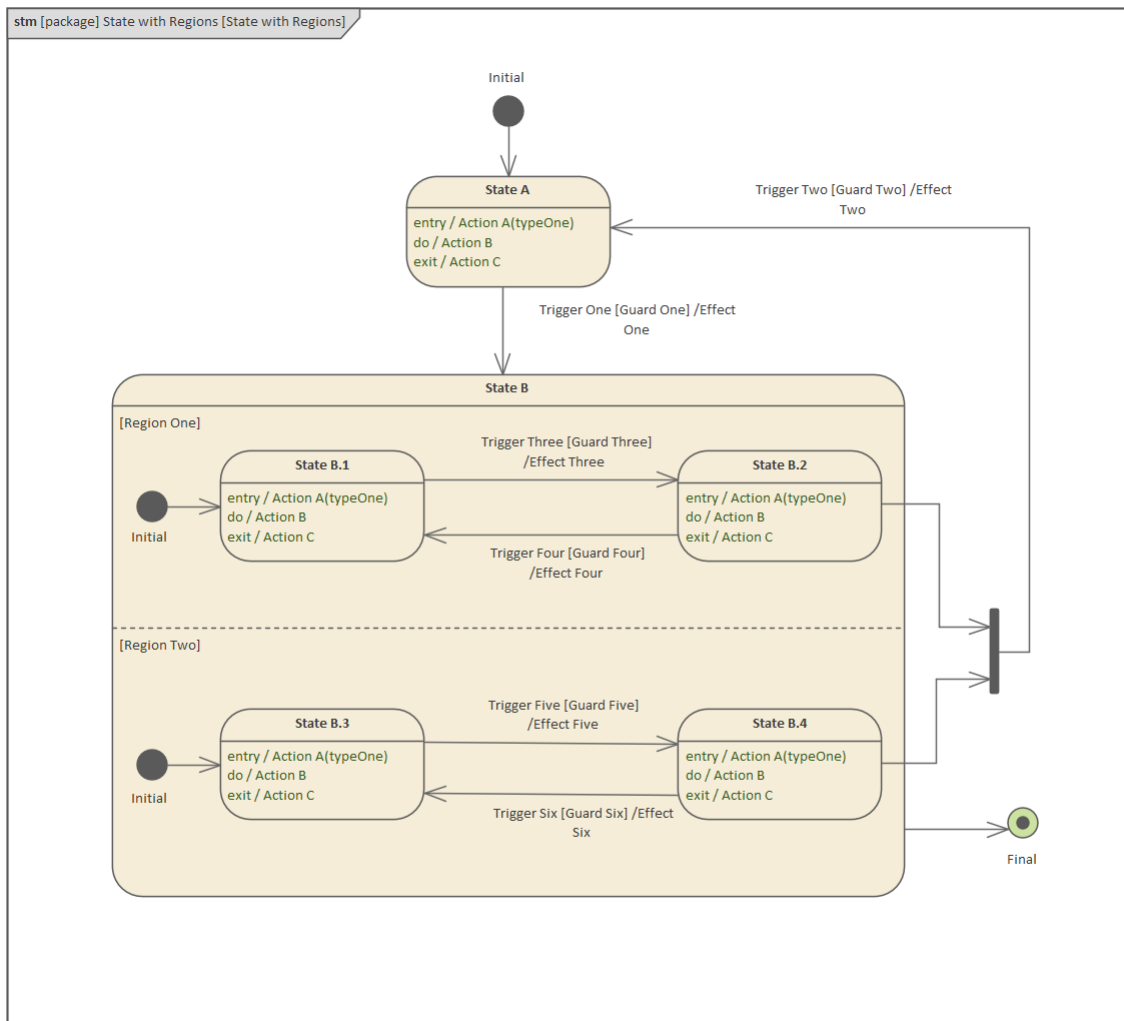 stm [package] State with Regions [State with Regions]
Initial
State A
entry / Action A(typeOne)
do / Action B
exit / Action C
Trigger Two [Guard Two] /Effect
Two
Trigger One [Guard One] /Effect
One
State B
[Region One]
Initial
State B.1
entry / Action A(typeOne)
do / Action B
exit / Action C
Trigger Three [Guard Three]
/Effect Three
Trigger Four [Guard Four]
/Effect Four
State B.2
entry / Action A(typeOne)
do / Action B
exit / Action C
[Region Two]
Initial
State B.3
entry / Action A(typeOne)
do / Action B
exit / Action C
Trigger Five [Guard Five]
/Effect Five
Trigger Six [Guard Six] /Effect
Six
State B.4
entry / Action A(typeOne)
do / Action B
exit / Action C
Final